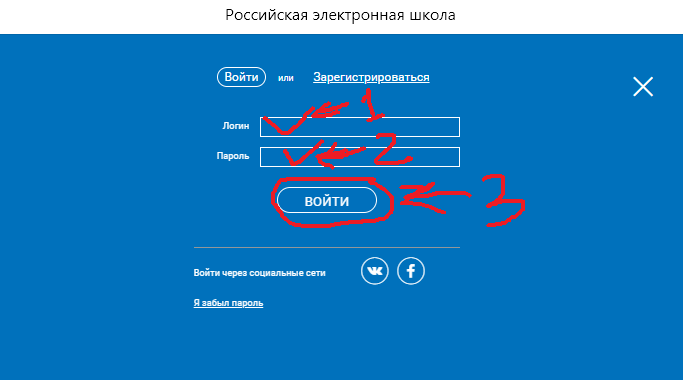 Российская электронная школа
Войти или Зарегистрироваться
1
Логин
Пароль 2
ВОЙТИ 3
Войти через социальные сети
Я забыл пароль